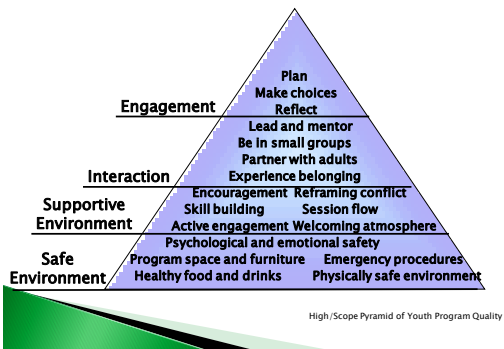 Plan
Make choices
Engagement
Reflect
Lead and mentor
Be in small groups
Partner with adults
Interaction
Experience belonging
Encouragement Reframing conflict
Supportive
Environment
Skill building Session flow
Active engagement Welcoming atmosphere
Psychological and emotional safety
Safe
Environment
Program space and furniture Emergency procedures
Healthy food and drinks Physically safe environment
High/Scope Pyramid of Youth Program Quality